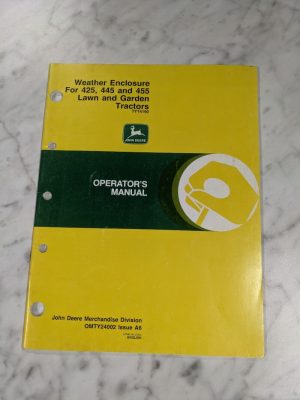 Weather Enclosure
For 425, 445 and 455
Lawn and Garden
Tractors
JOHN DEERE
OPERATOR'S
MANUAL
John Deere Merchandise Division
OMTY24002 Issue A6
ENGLISH